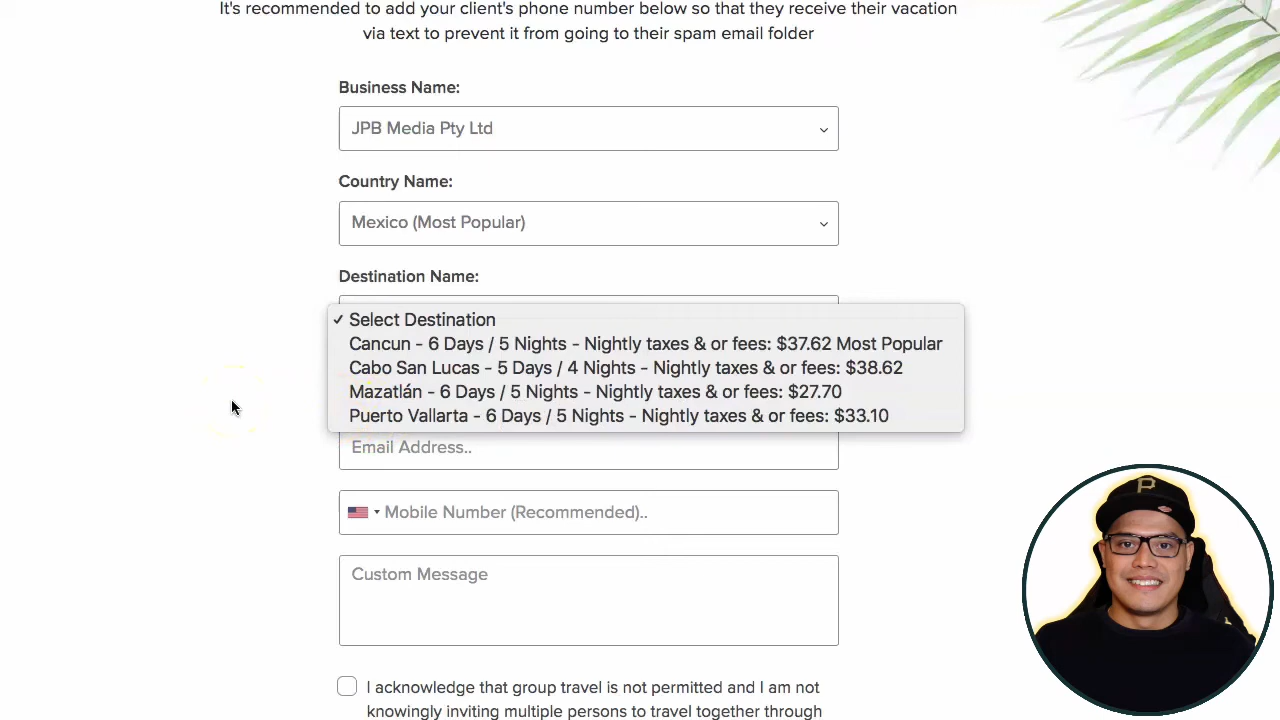 It's recommended to add your client's phone number below so that they receive their vacation
via text to prevent it from going to their spam email folder
Business Name:
JPB Media Pty Ltd
Country Name:
Mexico (Most Popular)
Destination Name:
✓ Select Destination
Cancun - 6 Days / 5 Nights - Nightly taxes & or fees: $37.62 Most Popular
Cabo San Lucas - 5 Days / 4 Nights - Nightly taxes & or fees: $38.62
Mazatlán - 6 Days / 5 Nights - Nightly taxes & or fees: $27.70
Puerto Vallarta - 6 Days / 5 Nights - Nightly taxes & or fees: $33.10
Email Address..
Mobile Number (Recommended)..
Custom Message
P
I acknowledge that group travel is not permitted and I am not
knowingly inviting multiple persons to travel together through